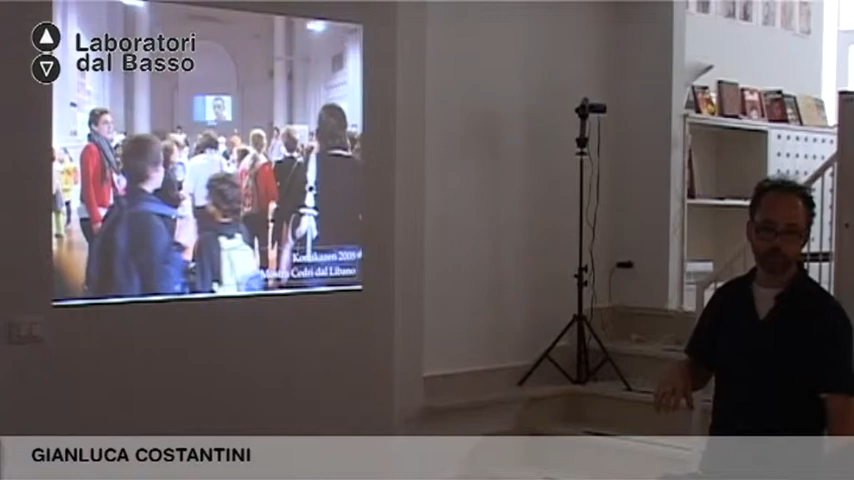 Laboratori
dal Basso
Komikazen 2008
Mostra Cedri dal Libano
GIANLUCA COSTANTINI